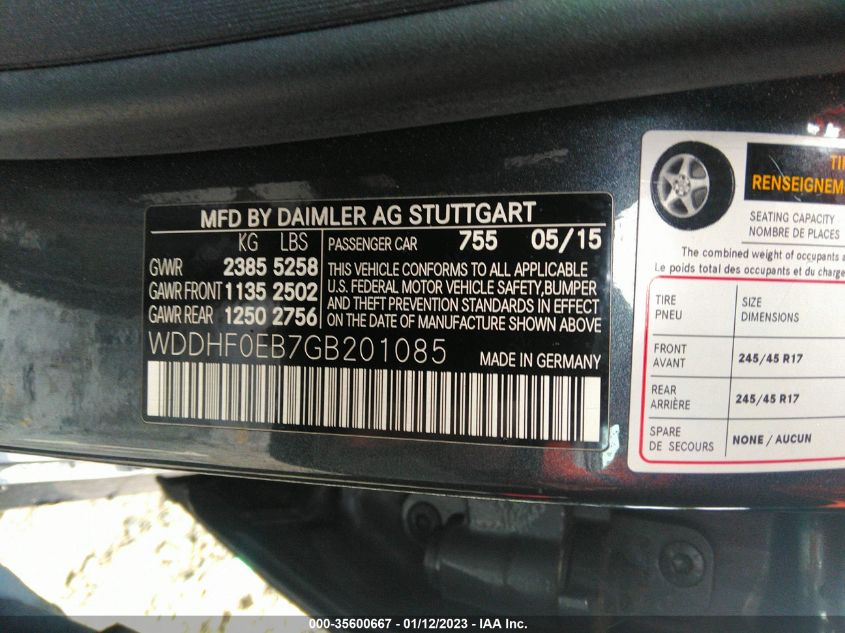 MFD BY DAIMLER AG STUTTGART
KG LBS PASSENGER CAR 755 05/15
GVWR 2385 5258
GAWR FRONT 1135 2502
GAWR REAR 1250 2756
THIS VEHICLE CONFORMS TO ALL APPLICABLE
U.S. FEDERAL MOTOR VEHICLE SAFETY,BUMPER
AND THEFT PREVENTION STANDARDS IN EFFECT
ON THE DATE OF MANUFACTURE SHOWN ABOVE
WDDHF0EB7GB201085 MADE IN GERMANY
SEATING CAPACITY
NOMBRE DE PLACES
The combined weight of occupants
Le poids total des occupants et du
TIRE SIZE
PNEU DIMENSIONS
FRONT
AVANT 245/45 R17
REAR
ARRIÈRE 245/45 R17
SPARE
DE SECOURS NONE / AUCUN
000-35600667 - 01/12/2023 - IAA Inc.